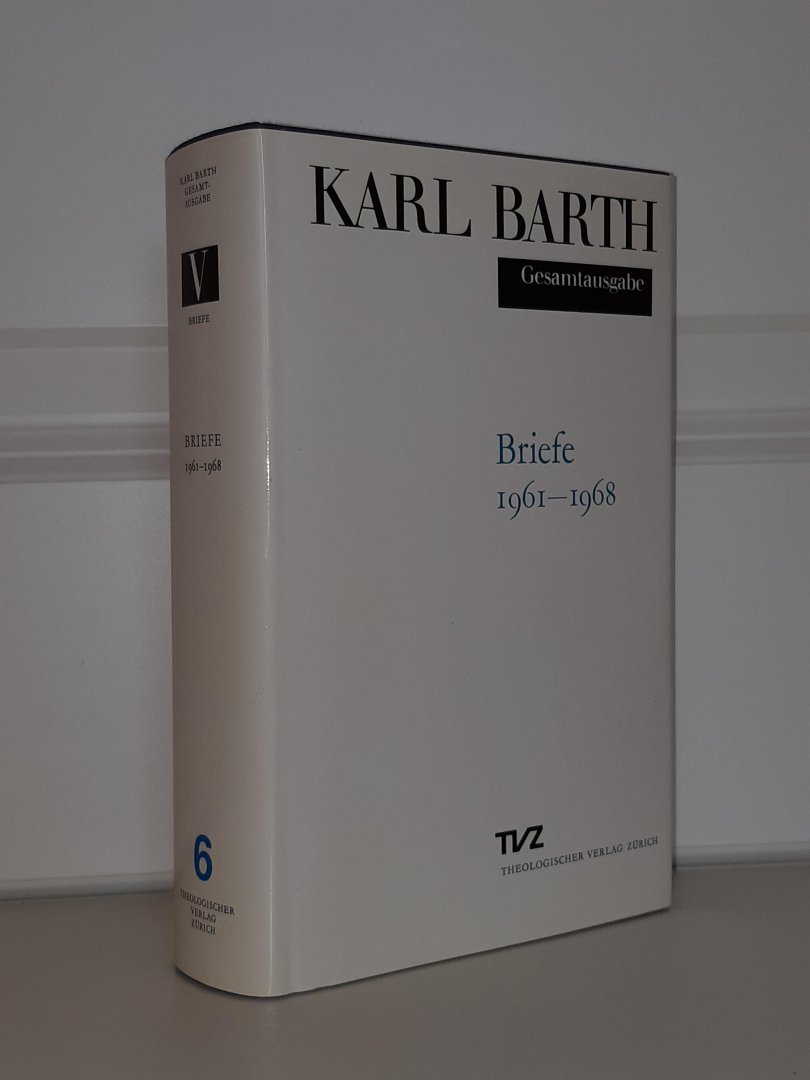 KARL BARTH
GESAMT-
AUSGABE
V
BRIEFE
BRIEFE
1961–1968
6
THEOLOGISCHER
VERLAG
ZÜRICH
KARL BARTH
Gesamtausgabe
Briefe
1961–1968
TVZ
THEOLOGISCHER VERLAG ZÜRICH